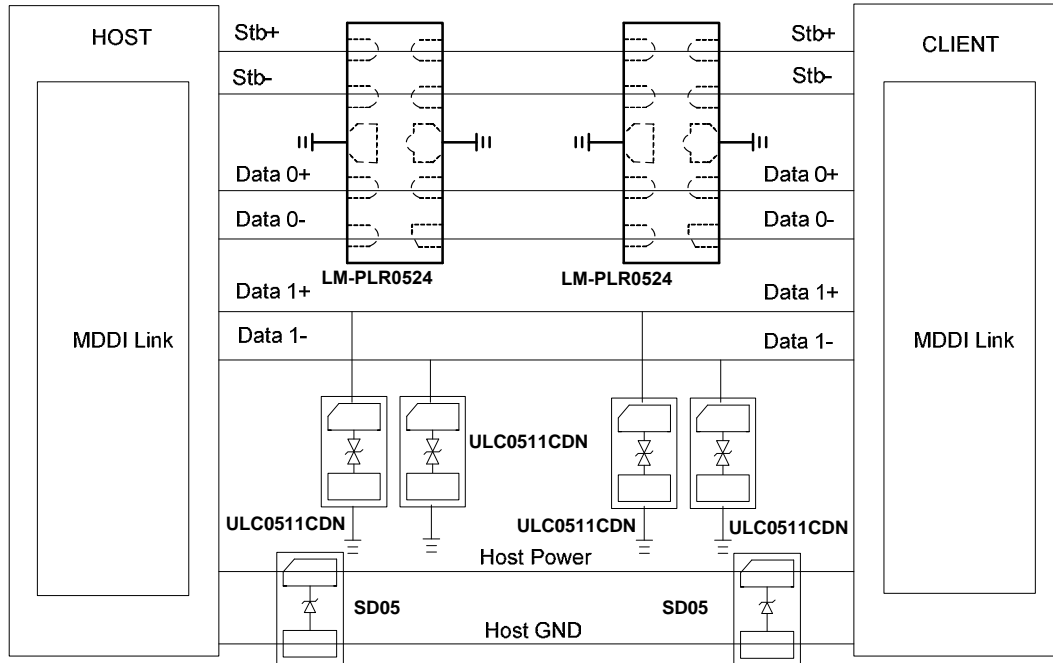 HOST
Stb+
Stb+
CLIENT
Stb-
Stb-
Data 0+
Data 0+
Data 0-
Data 0-
LM-PLR0524
LM-PLR0524
Data 1+
Data 1+
MDDI Link
Data 1-
Data 1-
MDDI Link
ULC0511CDN
ULC0511CDN
ULC0511CDN
ULC0511CDN
Host Power
SD05
SD05
Host GND